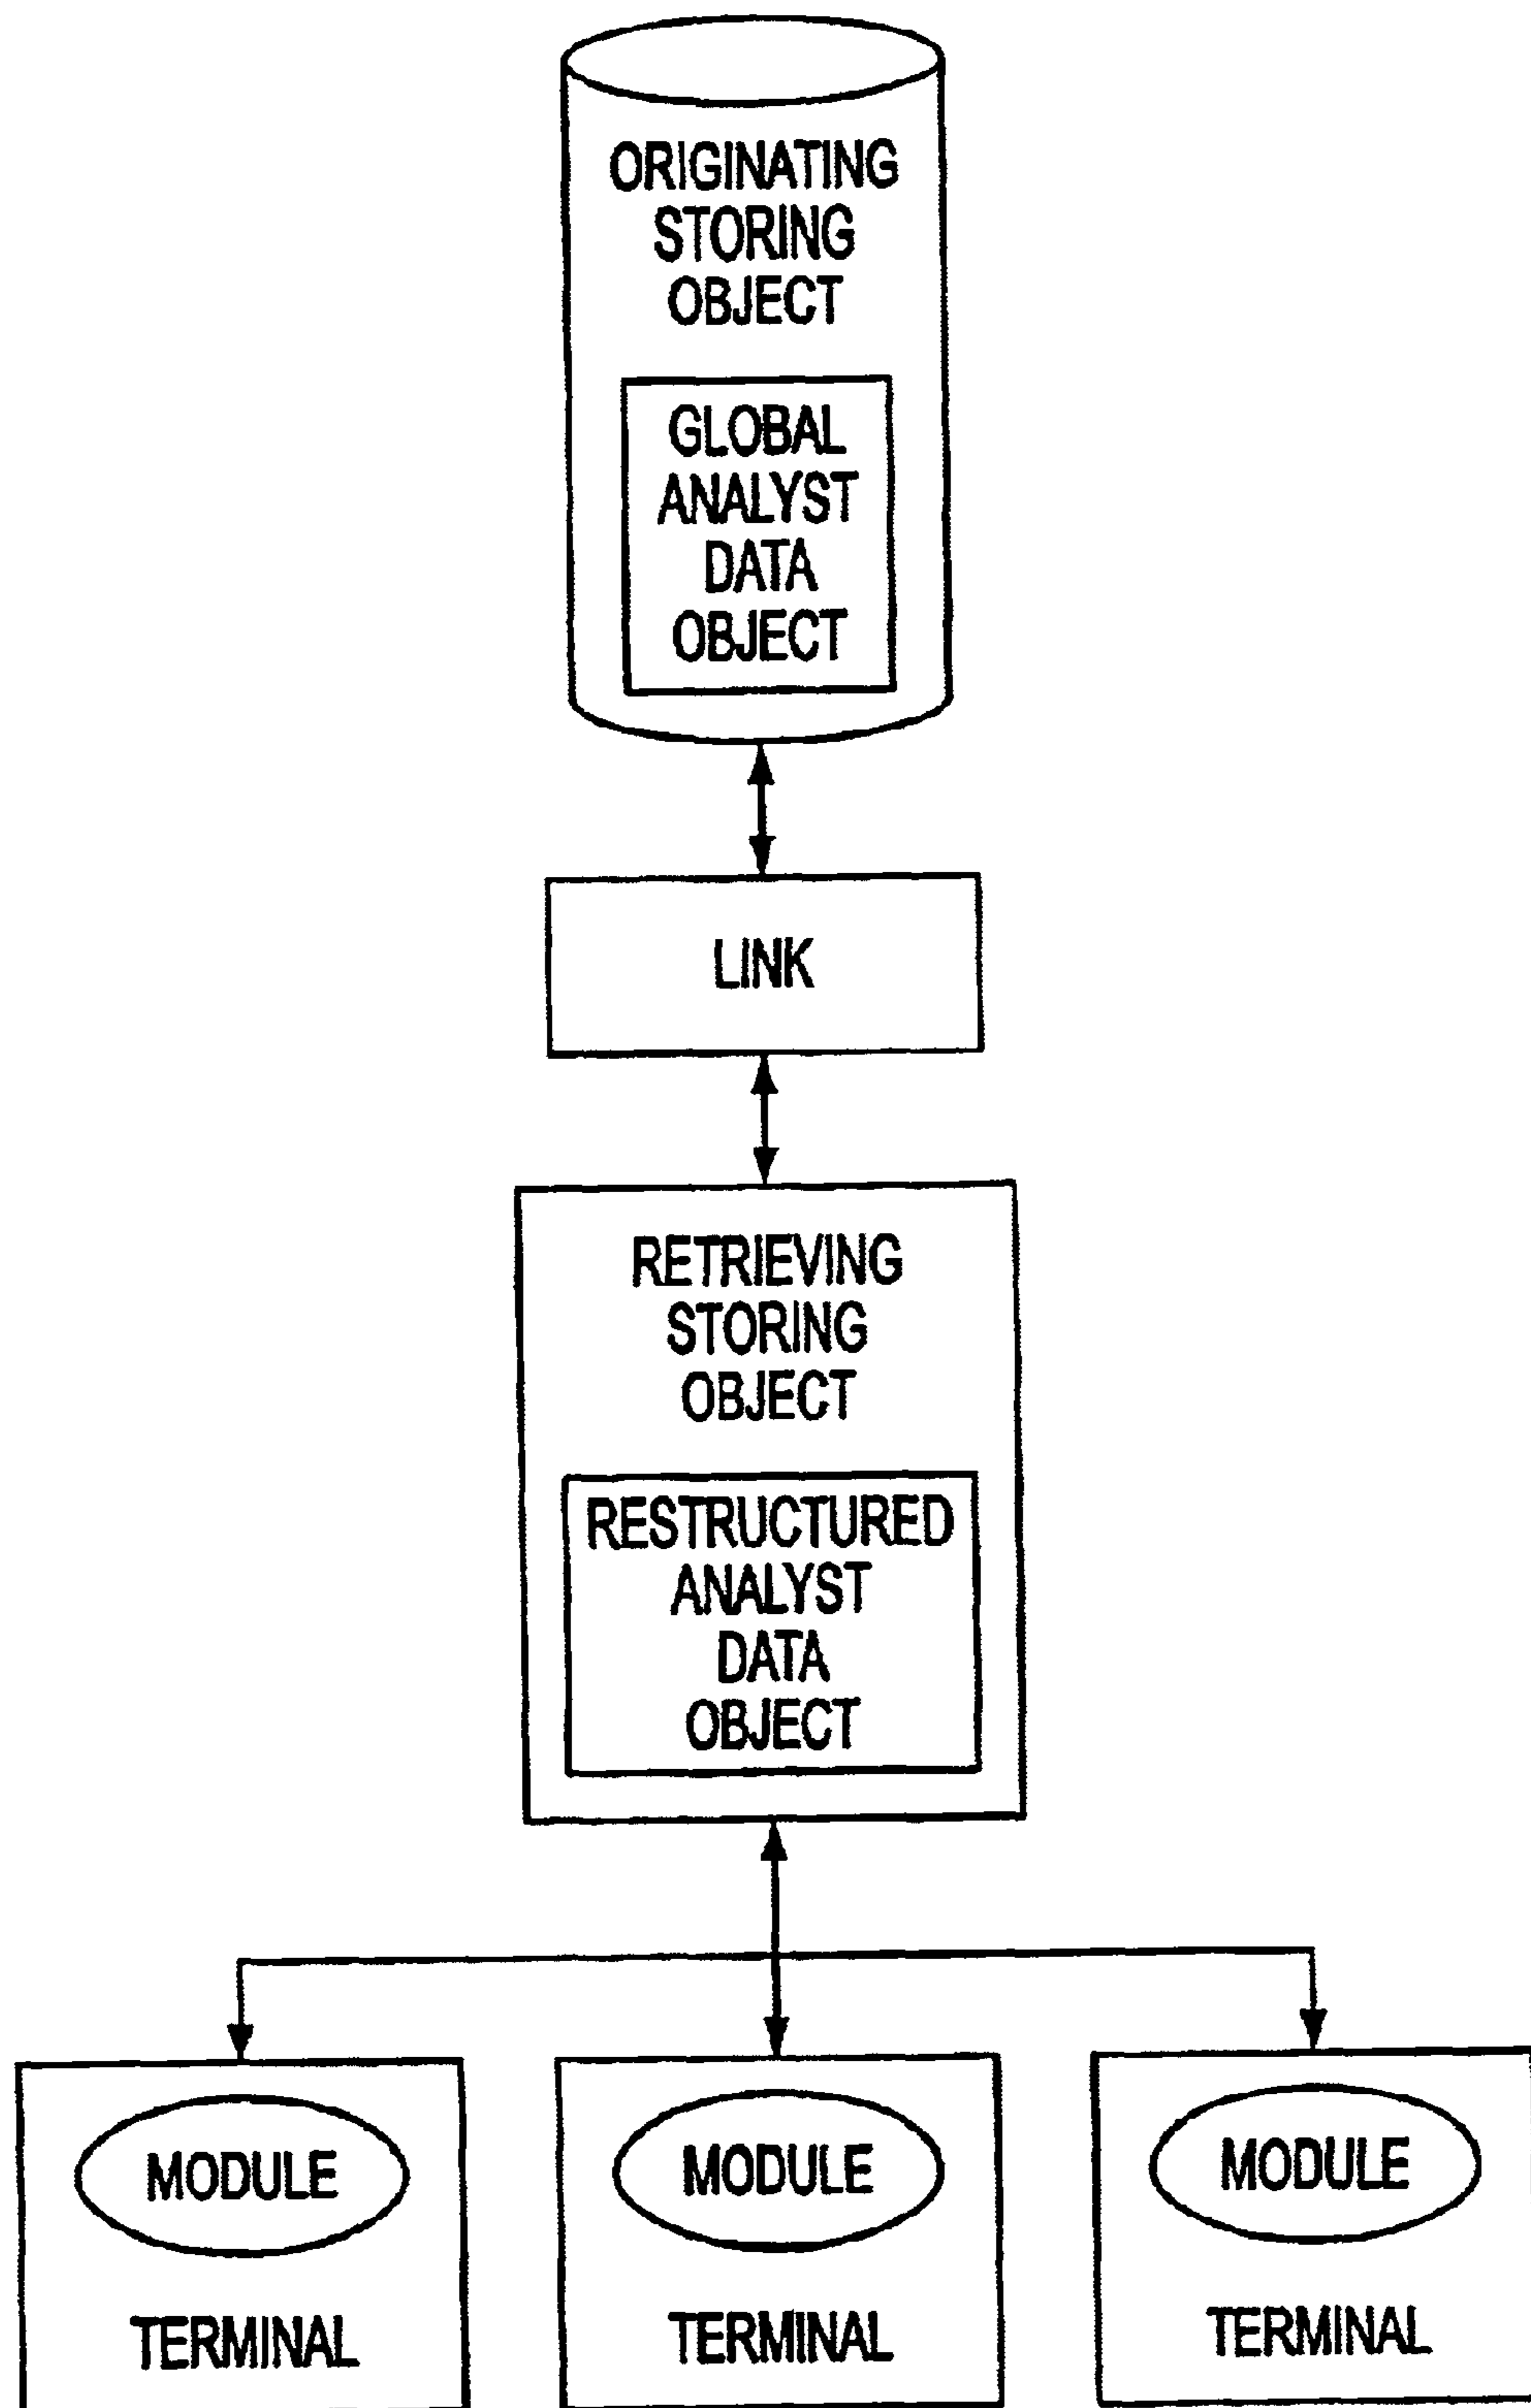 ORIGINATING
STORING
OBJECT
GLOBAL
ANALYST
DATA
OBJECT
LINK
RETRIEVING
STORING
OBJECT
RESTRUCTURED
ANALYST
DATA
OBJECT
MODULE
TERMINAL
MODULE
TERMINAL
MODULE
TERMINAL